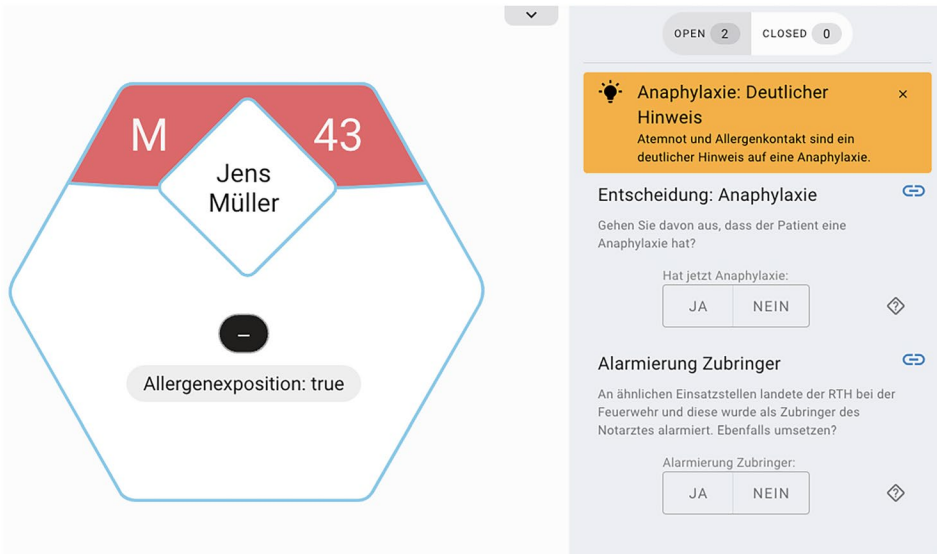 M
43
Jens
Müller
–
Allergenexposition: true
OPEN 2 CLOSED 0
Anaphylaxie: Deutlicher
Hinweis
Atemnot und Allergenkontakt sind ein
deutlicher Hinweis auf eine Anaphylaxie.
Entscheidung: Anaphylaxie
Gehen Sie davon aus, dass der Patient eine
Anaphylaxie hat?
Hat jetzt Anaphylaxie:
JA NEIN
Alarmierung Zubringer
An ähnlichen Einsatzstellen landete der RTH bei der
Feuerwehr und diese wurde als Zubringer des
Notarztes alarmiert. Ebenfalls umsetzen?
Alarmierung Zubringer:
JA NEIN